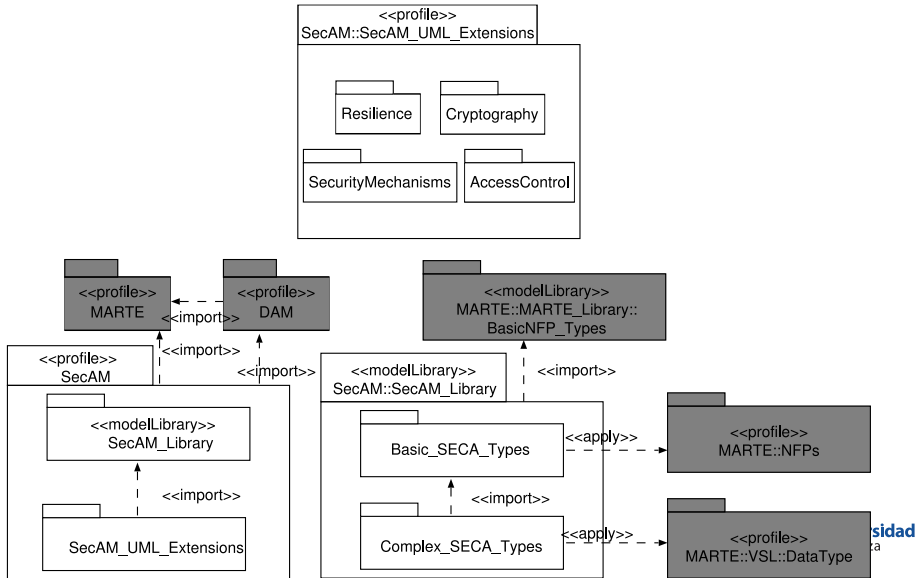 <<profile>>
SecAM::SecAM_UML_Extensions
Resilience
Cryptography
SecurityMechanisms
AccessControl
<<profile>>
MARTE
<<profile>>
DAM
<<import>>
<<import>>
<<import>>
<<profile>>
SecAM
<<modelLibrary>>
SecAM_Library
<<import>>
SecAM_UML_Extensions
<<modelLibrary>>
MARTE::MARTE_Library::
BasicNFP_Types
<<import>>
<<modelLibrary>>
SecAM::SecAM_Library
Basic_SECA_Types
<<apply>>
<<profile>>
MARTE::NFPs
<<import>>
Complex_SECA_Types
<<apply>>
<<profile>>
MARTE::VSL::DataType
rsidad
za